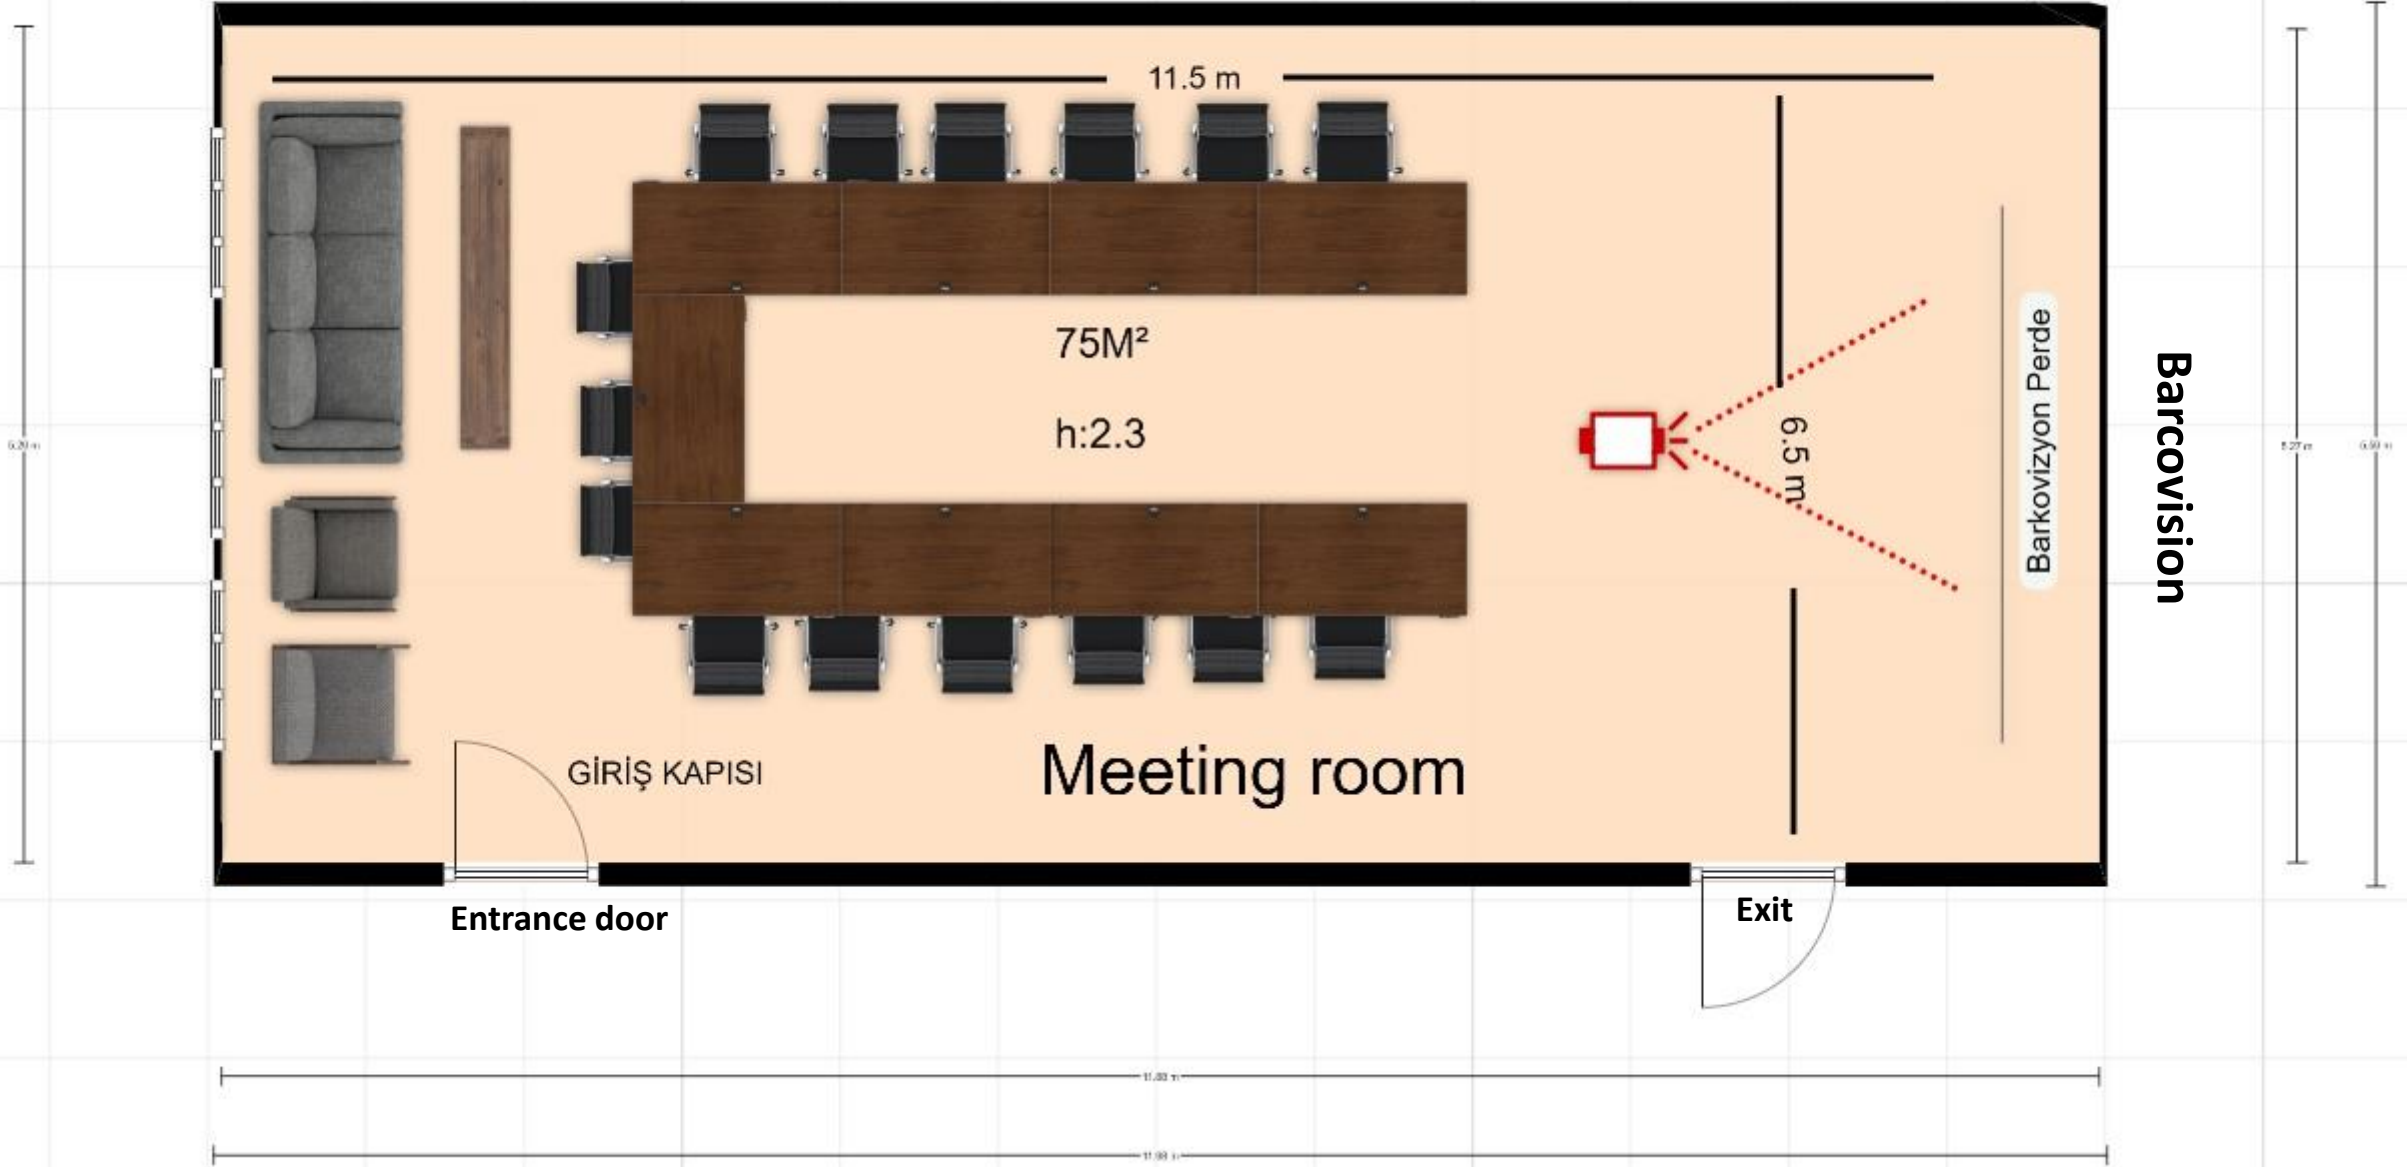 11.5 m
75M²
h:2.3
6.5 m
Barkovizyon Perde
Barcovision
GİRİŞ KAPISI
Meeting room
Entrance door
Exit